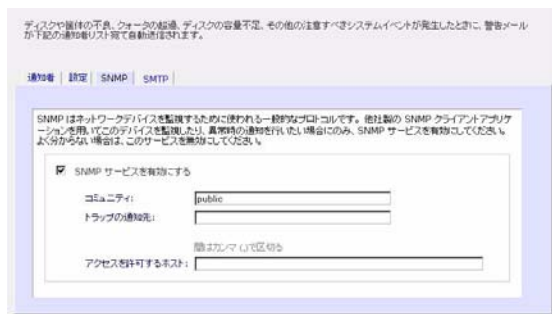 ディスクや筐体の不良、クォータの超過、ディスクの容量不足、その他の注意すべきシステムイベントが発生したときに、警告メール
が下記の通知者リスト宛て自動送信されます。
通知者 | 設定 | SNMP | SMTP |
SNMP はネットワークデバイスを監視するために使われる一般的なプロトコルです。他社製の SNMP クライアントアプリケ
ーションを用いてこのデバイスを監視したり、異常時の通知を行いたい場合にのみ、SNMP サービスを有効にしてください。
よく分からない場合は、このサービスを無効にしてください。
SNMP サービスを有効にする
コミュニティ: public
トラップの通知先:
間はカンマ (,)で区切る
アクセスを許可するホスト: